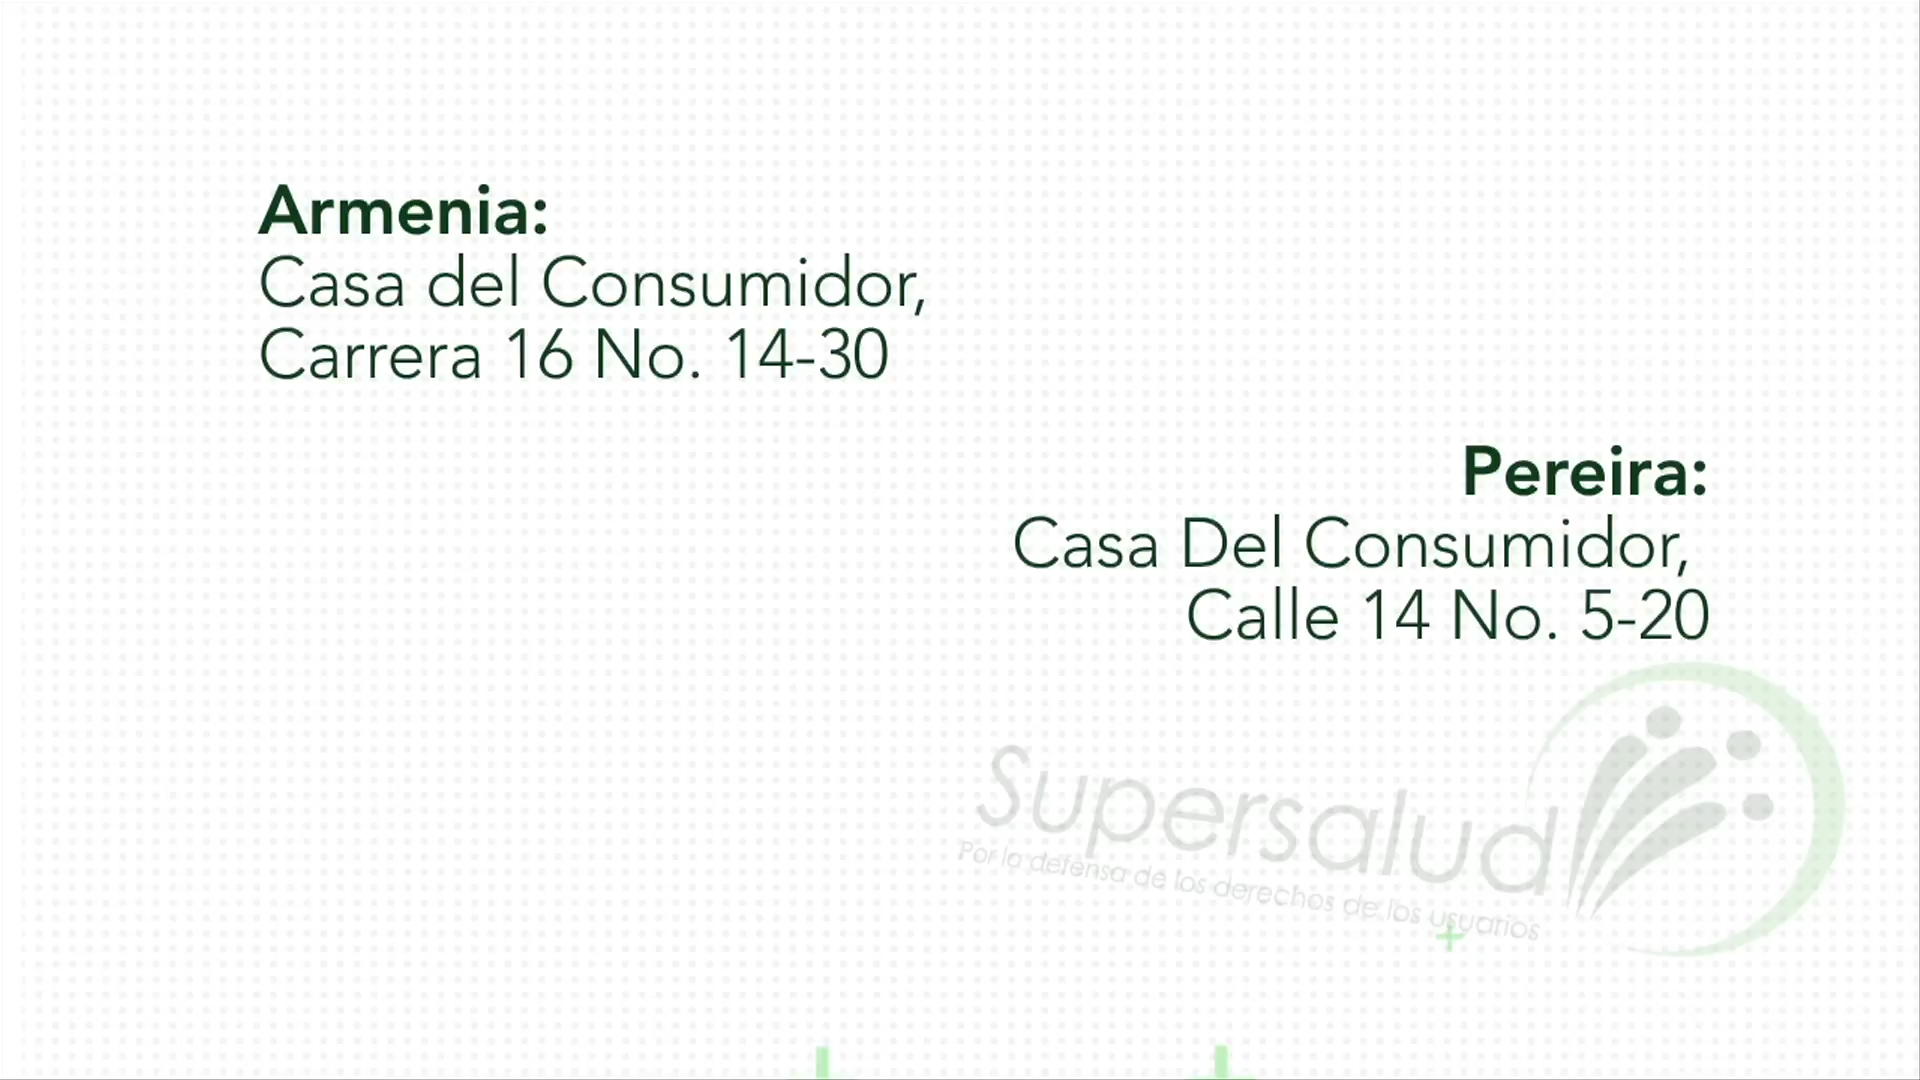 Armenia:
Casa del Consumidor,
Carrera 16 No. 14-30
Pereira:
Casa Del Consumidor,
Calle 14 No. 5-20
Supersalud
Por la defensa de los derechos de los usuarios